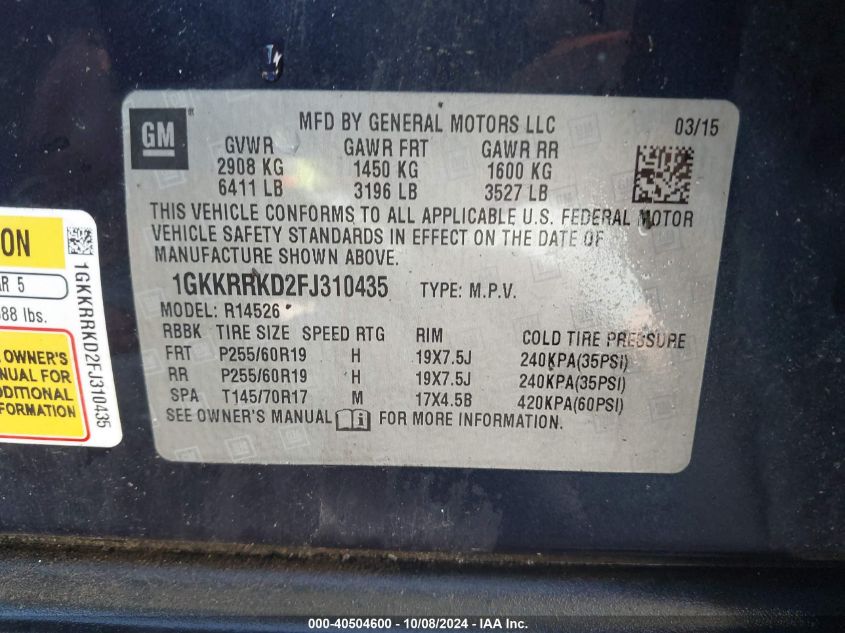 GM
MFD BY GENERAL MOTORS LLC
03/15
GVWR GAWR FRT GAWR RR
2908 KG 1450 KG 1600 KG
6411 LB 3196 LB 3527 LB
THIS VEHICLE CONFORMS TO ALL APPLICABLE U.S. FEDERAL MOTOR
VEHICLE SAFETY STANDARDS IN EFFECT ON THE DATE OF
MANUFACTURE SHOWN ABOVE.
1GKKRRKD2FJ310435 TYPE: M.P.V.
MODEL: R14526
RBBK TIRE SIZE SPEED RTG RIM COLD TIRE PRESSURE
FRT P255/60R19 H 19X7.5J 240KPA(35PSI)
RR P255/60R19 H 19X7.5J 240KPA(35PSI)
SPA T145/70R17 M 17X4.5B 420KPA(60PSI)
SEE OWNER'S MANUAL FOR MORE INFORMATION.
ON
AR 5
88 lbs.
OWNER'S
NUAL FOR
DDITIONAL
FORMATION
1GKKRRKD2FJ310435
000-40504600 - 10/08/2024 - IAA Inc.